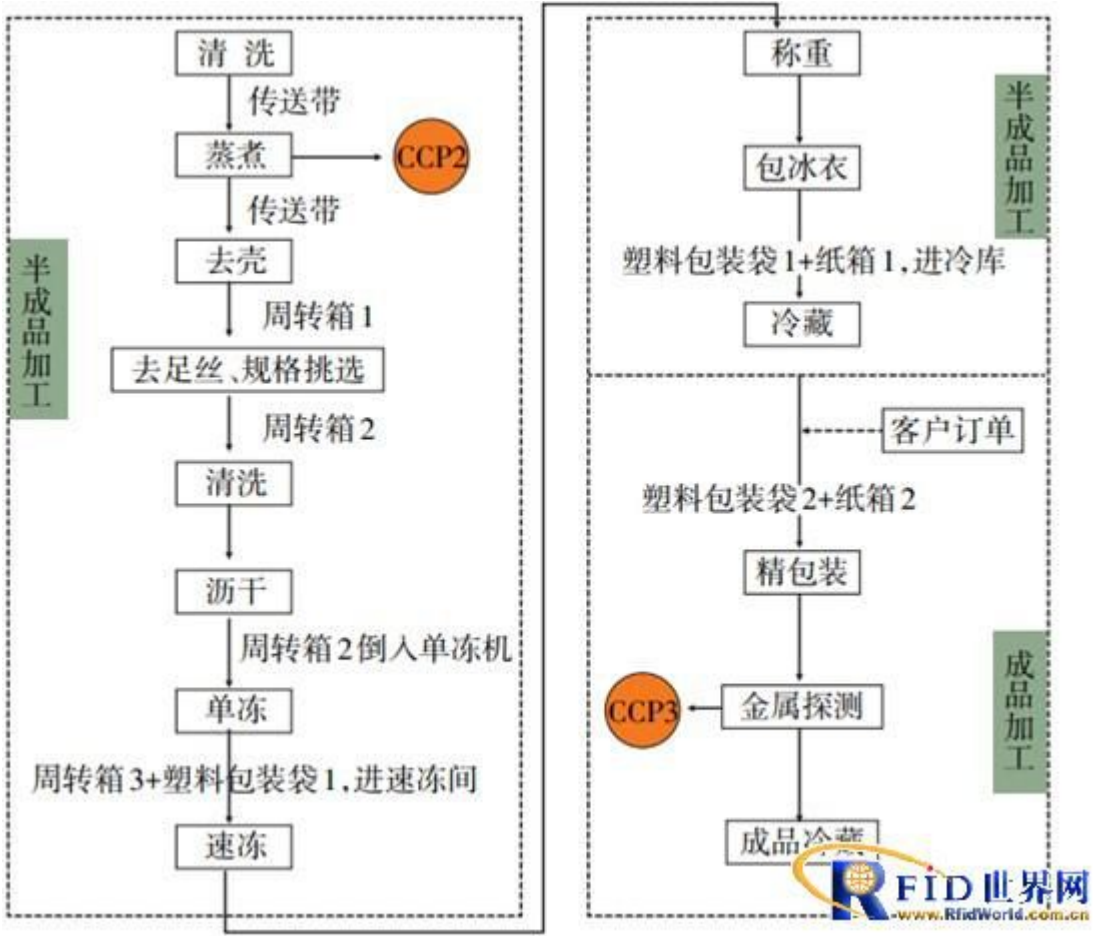 清 洗
传送带
蒸煮
CCP2
传送带
去壳
周转箱1
去足丝、规格挑选
周转箱2
清洗
沥干
周转箱2倒入单冻机
单冻
周转箱3+塑料包装袋1,进速冻间
速冻
半成品加工
称重
包冰衣
塑料包装袋1+纸箱1,进冷库
冷藏
半成品加工
客户订单
塑料包装袋2+纸箱2
精包装
金属探测
CCP3
成品冷藏
成品加工
RFID世界网
www.RfidWorld.com.cn